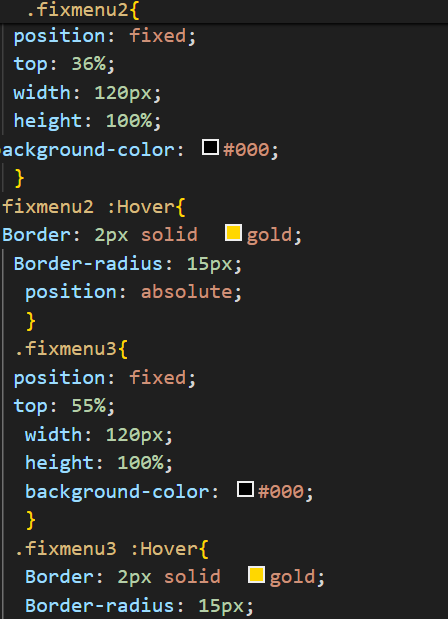 .fixmenu2{
position: fixed;
top: 36%;
width: 120px;
height: 100%;
ackground-color: #000;
}
fixmenu2 :Hover{
Border: 2px solid gold;
Border-radius: 15px;
position: absolute;
}
.fixmenu3{
position: fixed;
top: 55%;
width: 120px;
height: 100%;
background-color: #000;
}
.fixmenu3 :Hover{
Border: 2px solid gold;
Border-radius: 15px;